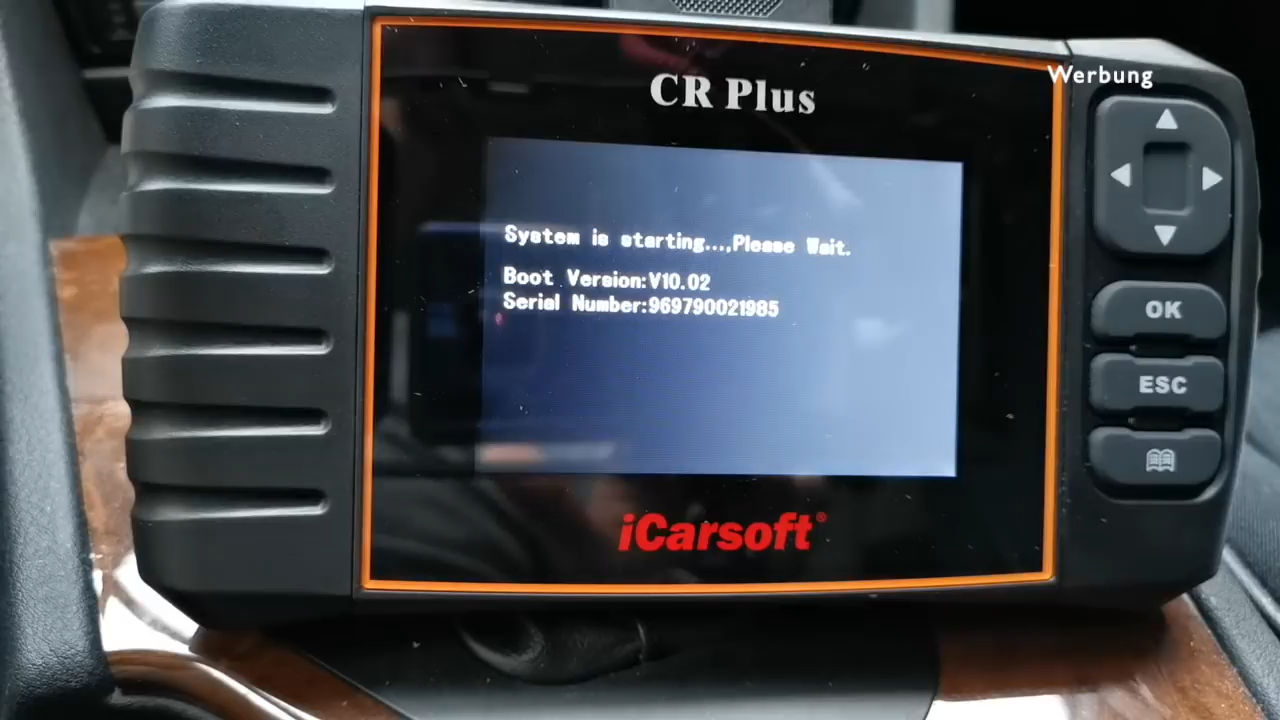 CR Plus
Werbung
System is starting...,Please Wait.
Boot Version:V10.02
Serial Number:969790021985
OK
ESC
iCarsoft®